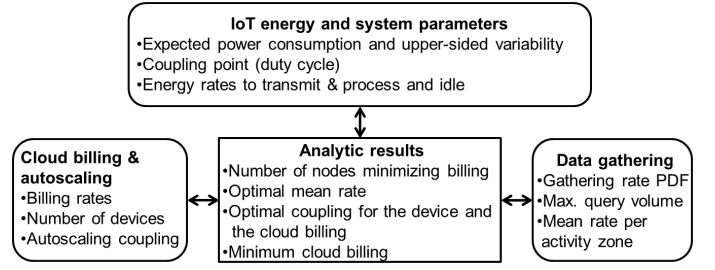 IoT energy and system parameters
•Expected power consumption and upper-sided variability
•Coupling point (duty cycle)
•Energy rates to transmit & process and idle
Cloud billing &
autoscaling
•Billing rates
•Number of devices
•Autoscaling coupling
Analytic results
•Number of nodes minimizing billing
•Optimal mean rate
•Optimal coupling for the device and
the cloud billing
•Minimum cloud billing
Data gathering
•Gathering rate PDF
•Max. query volume
•Mean rate per
activity zone